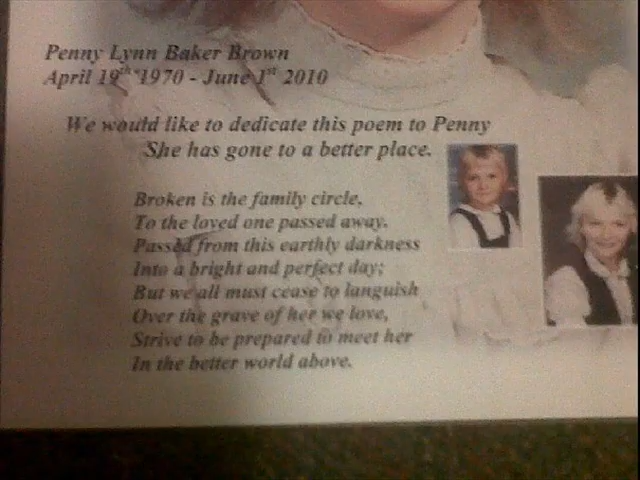 Penny Lynn Baker Brown
April 19th 1970 - June 1st 2010
We would like to dedicate this poem to Penny
She has gone to a better place.
Broken is the family circle,
To the loved one passed away.
Passed from this earthly darkness
Into a bright and perfect day;
But we all must cease to languish
Over the grave of her we love,
Strive to be prepared to meet her
In the better world above.